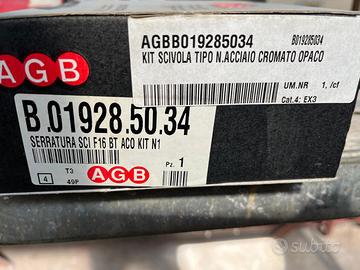 AGBB019285034
B019285034
KIT SCIVOLA TIPO N.ACCIAIO CROMATO OPACO
UM.NR 1,/cf
Cat.4: EX3
AGB
B.01928.50.34
SERRATURA SCI F16 BT ACO KIT N1
Pz. 1
4
T3
49P
AGB
subito